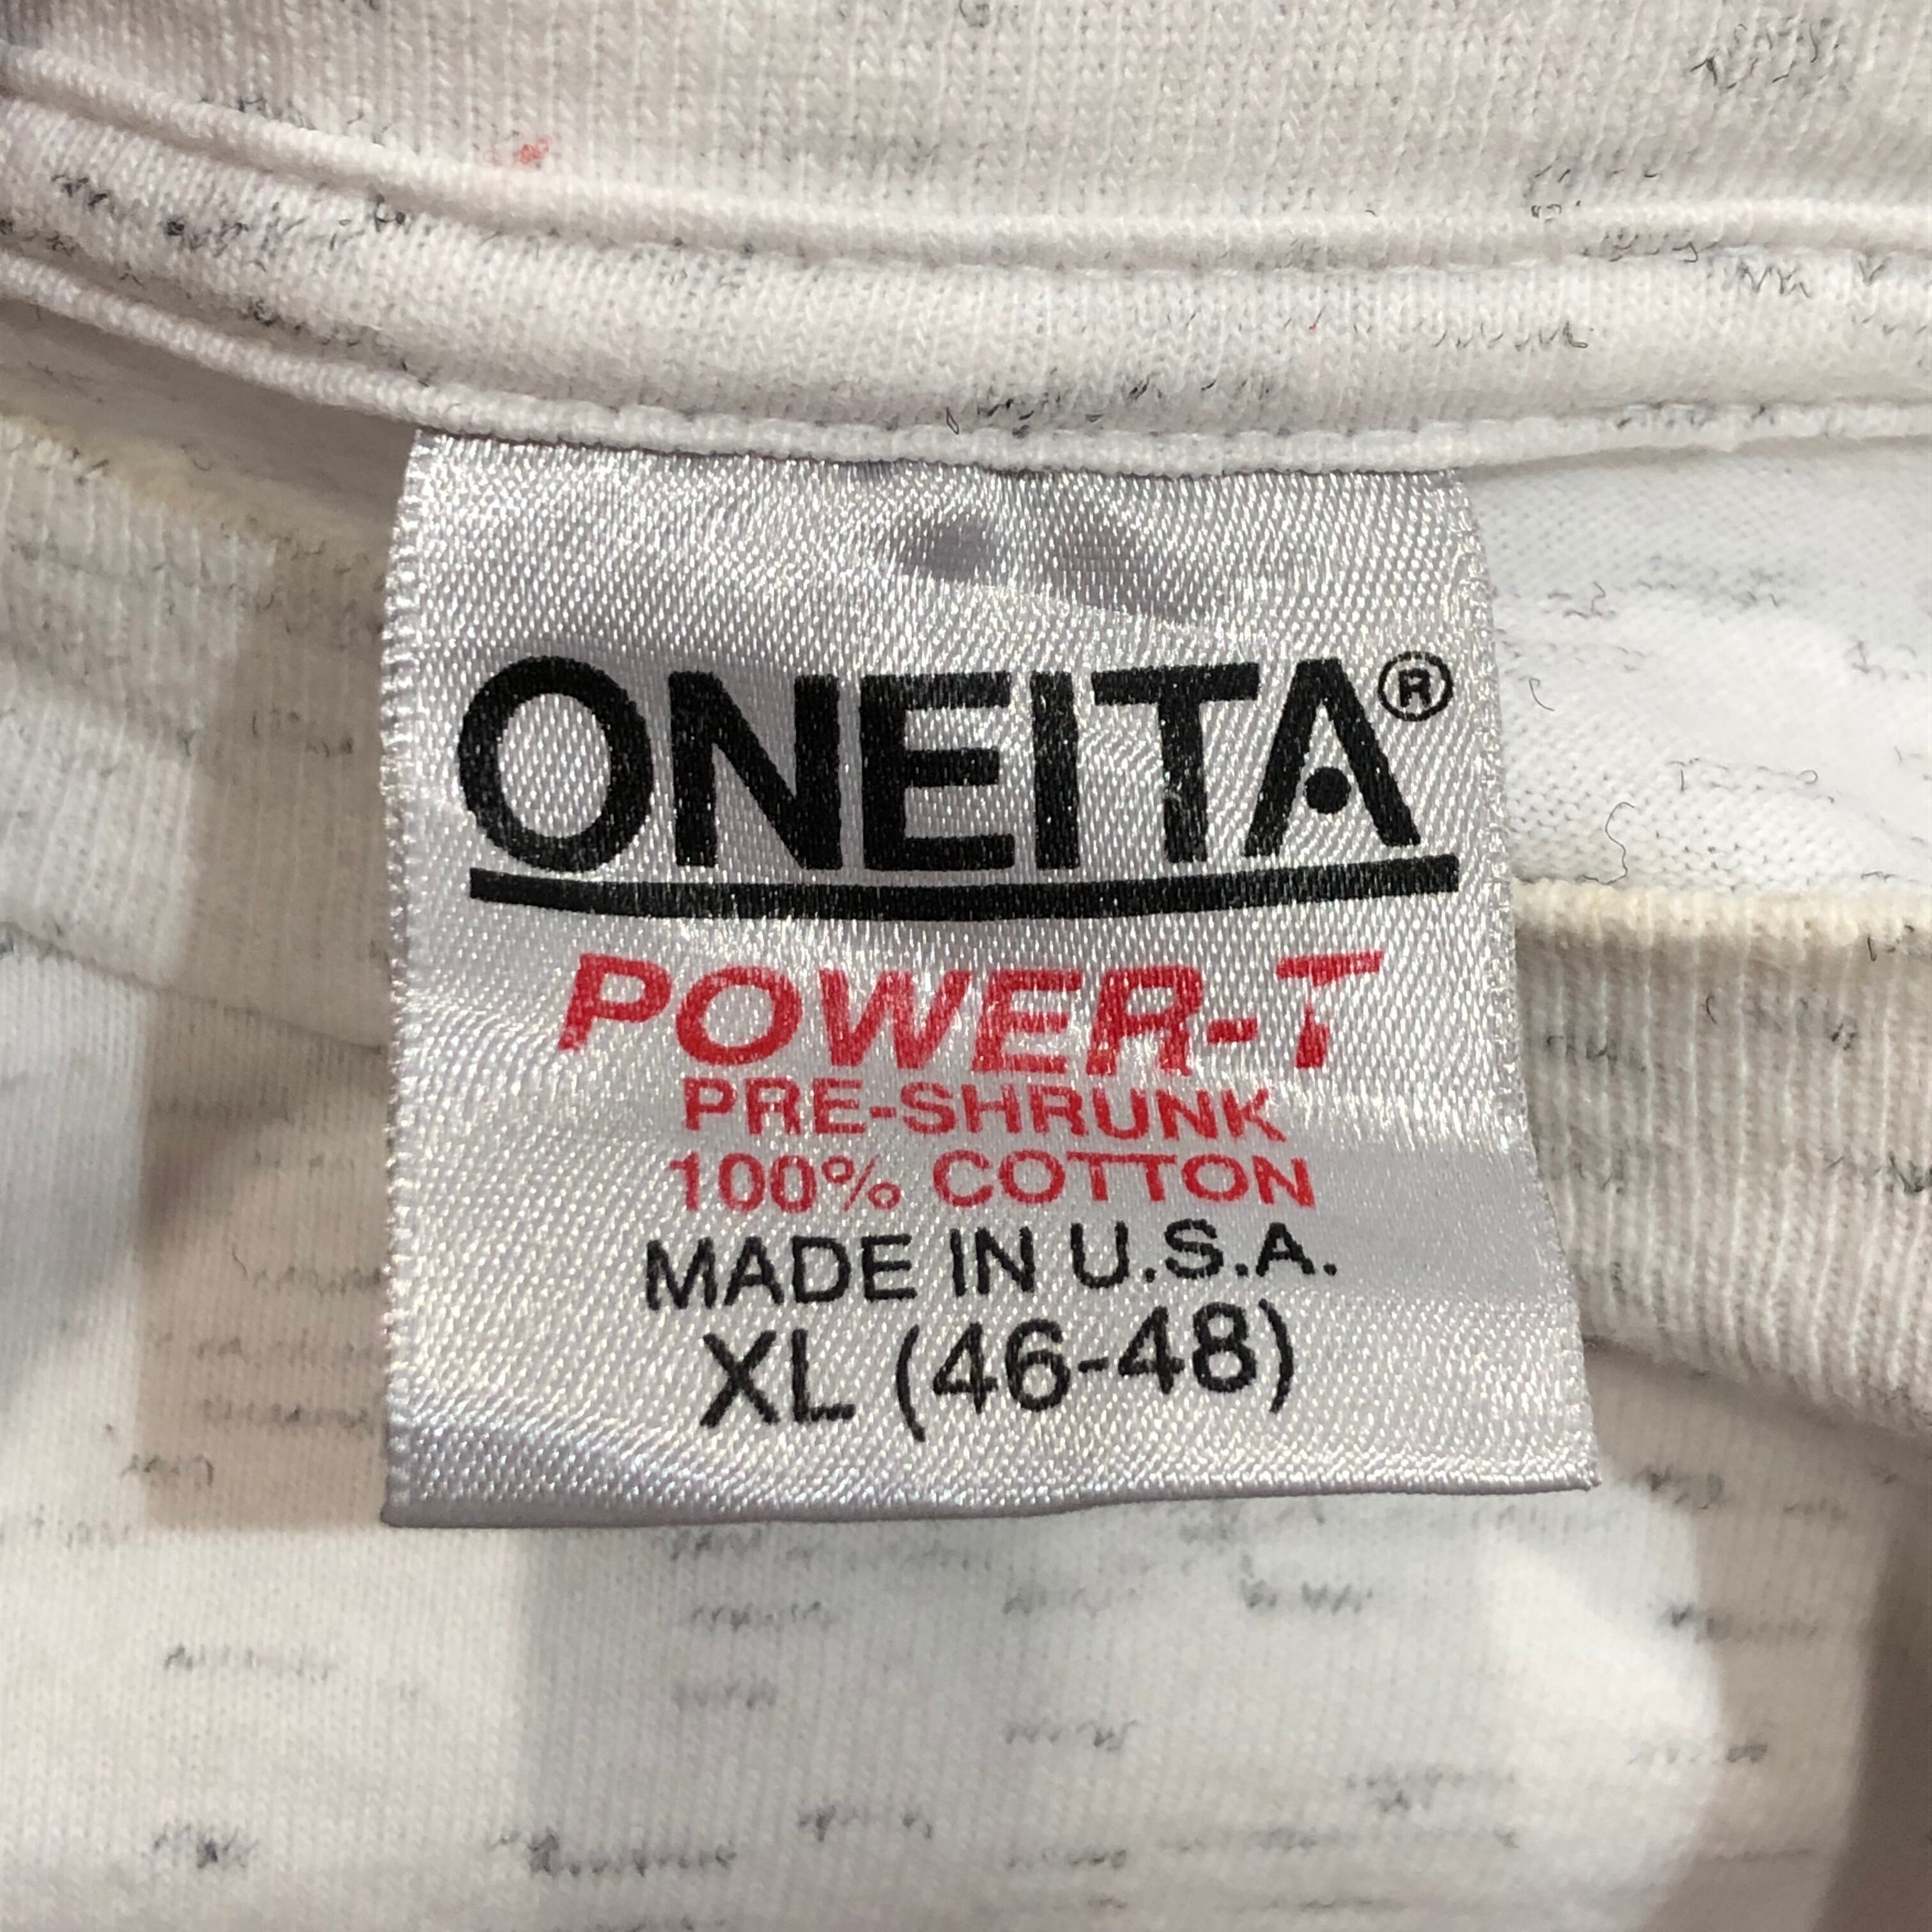 ONEITA®
POWER-T
PRE-SHRUNK
100% COTTON
MADE IN U.S.A.
XL (46-48)